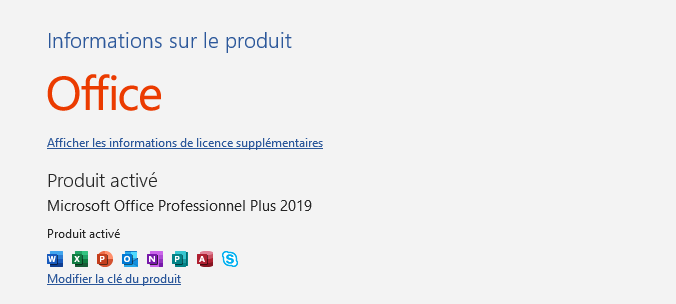 Informations sur le produit
Office
Afficher les informations de licence supplémentaires
Produit activé
Microsoft Office Professionnel Plus 2019
Produit activé
W X P O N P A S
Modifier la clé du produit